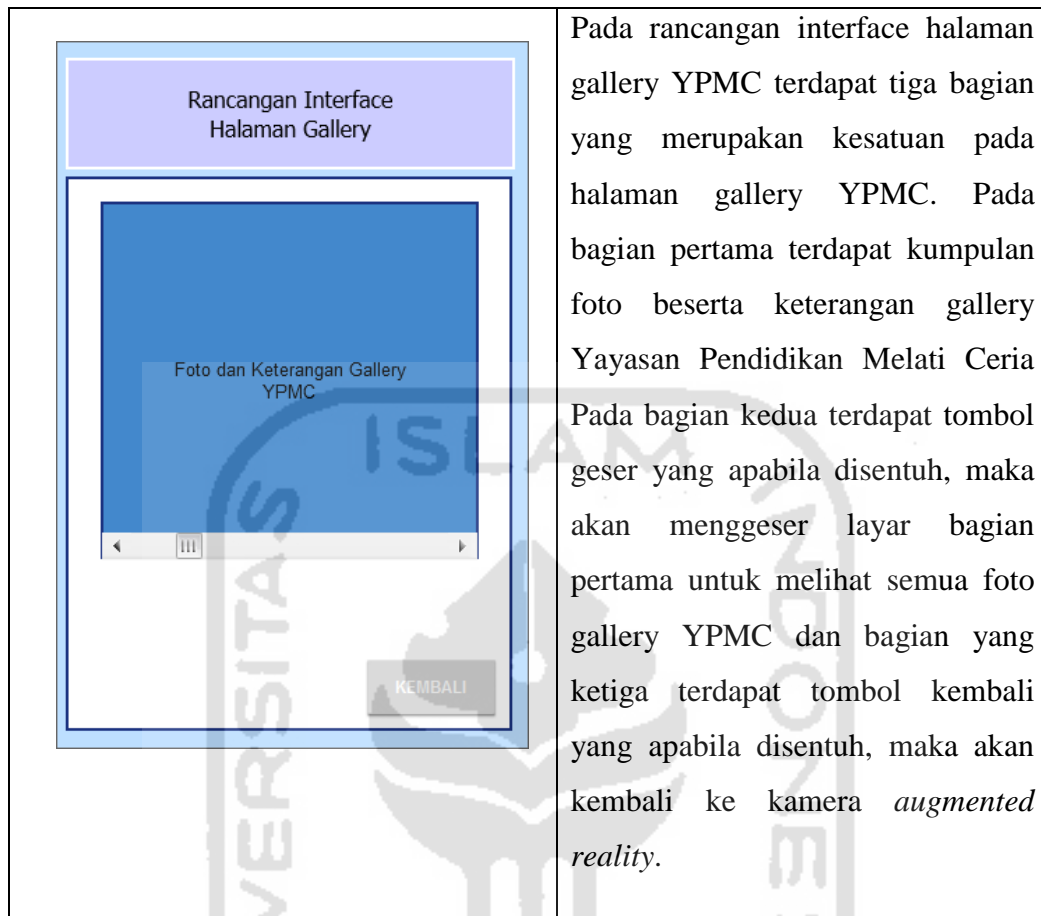 Rancangan Interface
Halaman Gallery
Foto dan Keterangan Gallery
YPMC
KEMBALI
Pada rancangan interface halaman
gallery YPMC terdapat tiga bagian
yang merupakan kesatuan pada
halaman gallery YPMC. Pada
bagian pertama terdapat kumpulan
foto beserta keterangan gallery
Yayasan Pendidikan Melati Ceria
Pada bagian kedua terdapat tombol
geser yang apabila disentuh, maka
akan menggeser layar bagian
pertama untuk melihat semua foto
gallery YPMC dan bagian yang
ketiga terdapat tombol kembali
yang apabila disentuh, maka akan
kembali ke kamera augmented
reality.
ISLAM